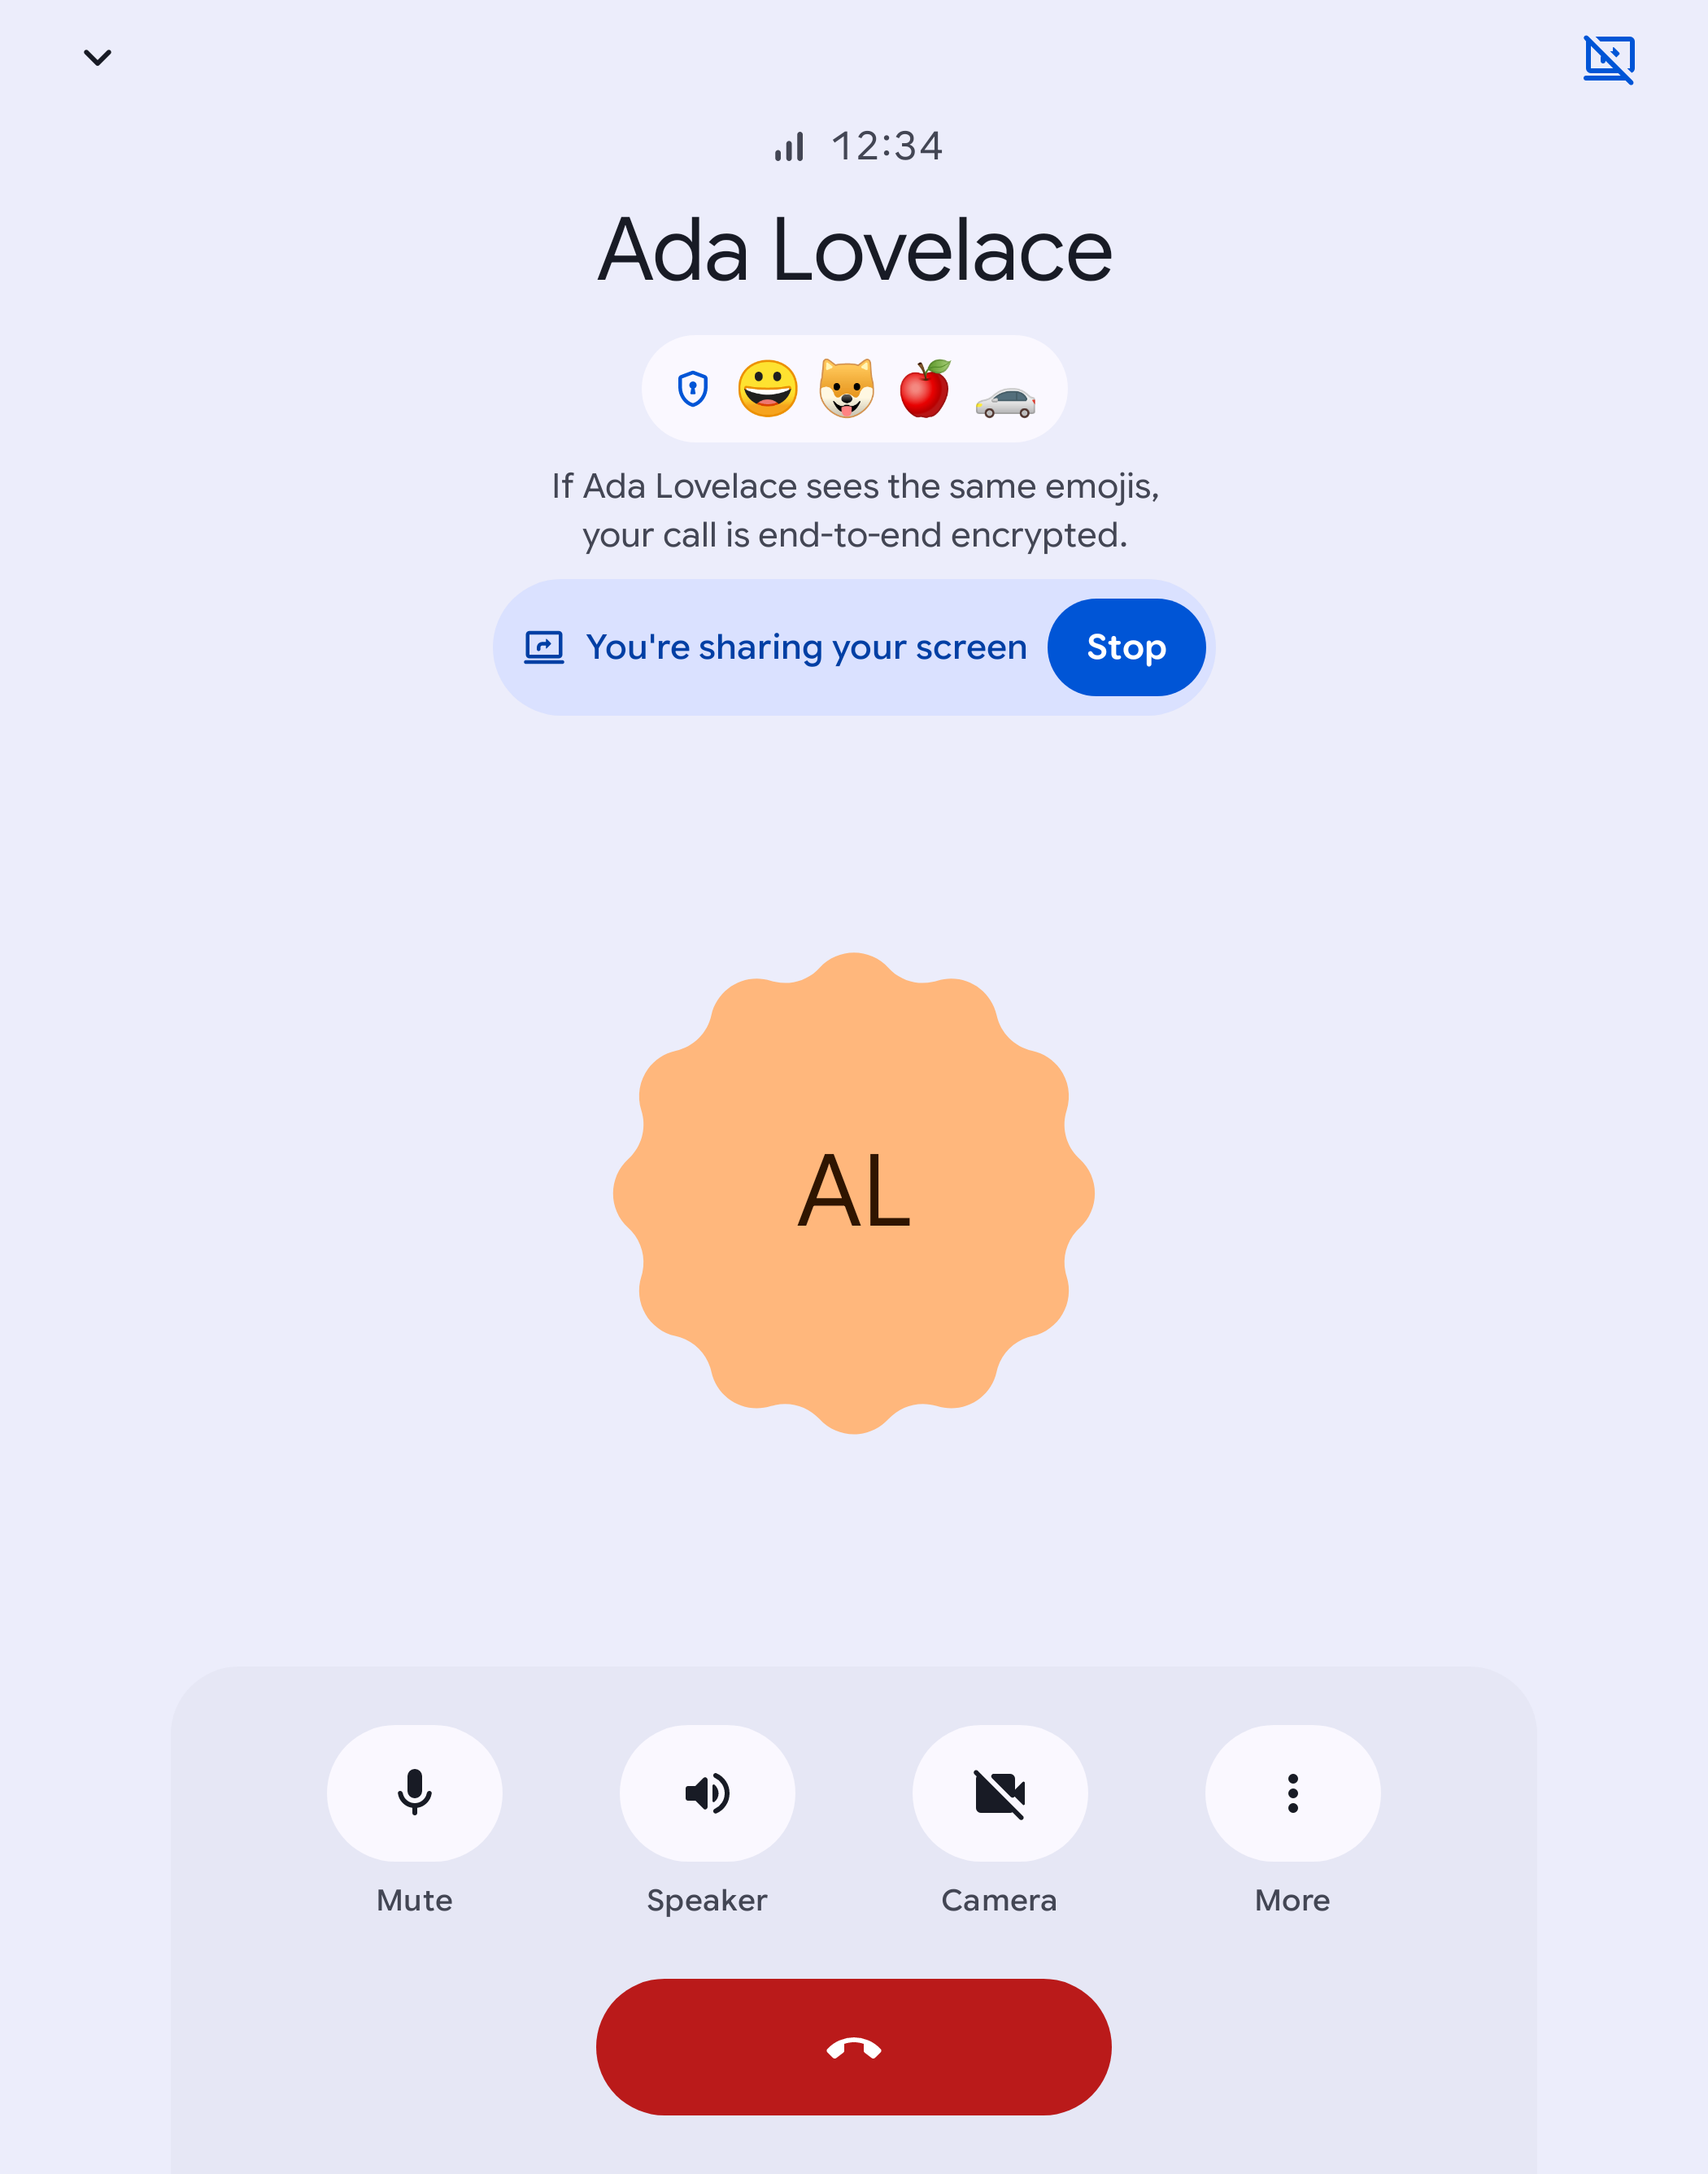 12:34
Ada Lovelace
If Ada Lovelace sees the same emojis,
your call is end-to-end encrypted.
You're sharing your screen Stop
AL
Mute Speaker Camera More